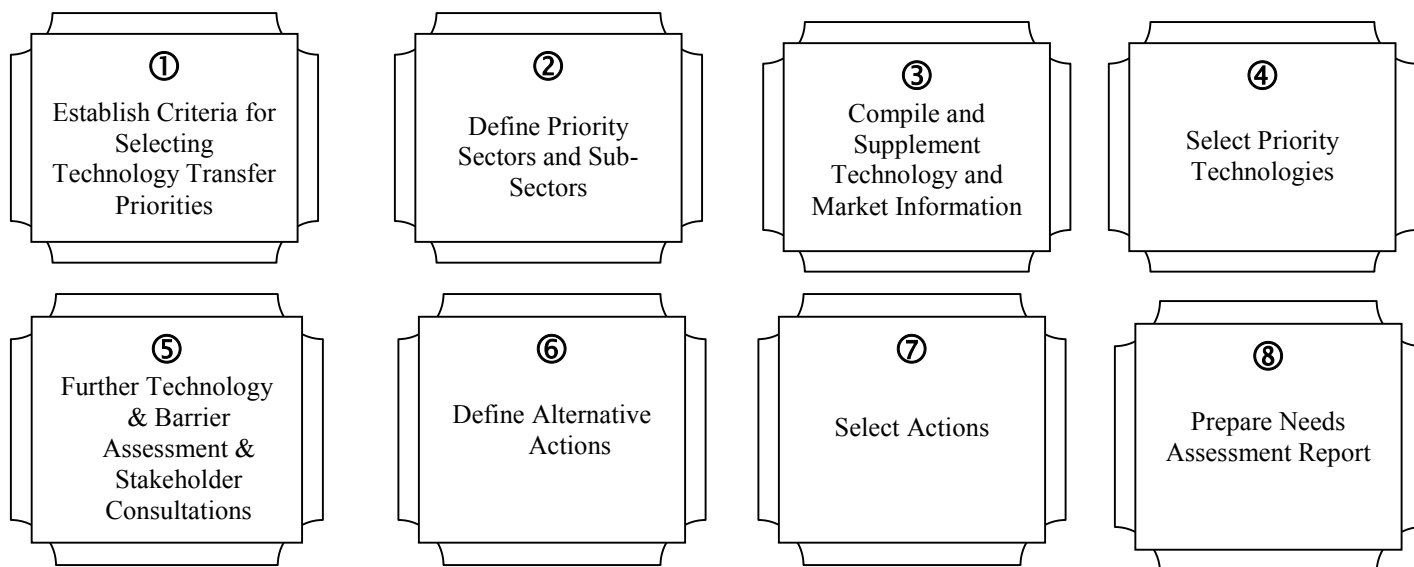 ①
Establish Criteria for
Selecting
Technology Transfer
Priorities
②
Define Priority
Sectors and Sub-
Sectors
③
Compile and
Supplement
Technology and
Market Information
④
Select Priority
Technologies
⑤
Further Technology
& Barrier
Assessment &
Stakeholder
Consultations
⑥
Define Alternative
Actions
⑦
Select Actions
⑧
Prepare Needs
Assessment Report